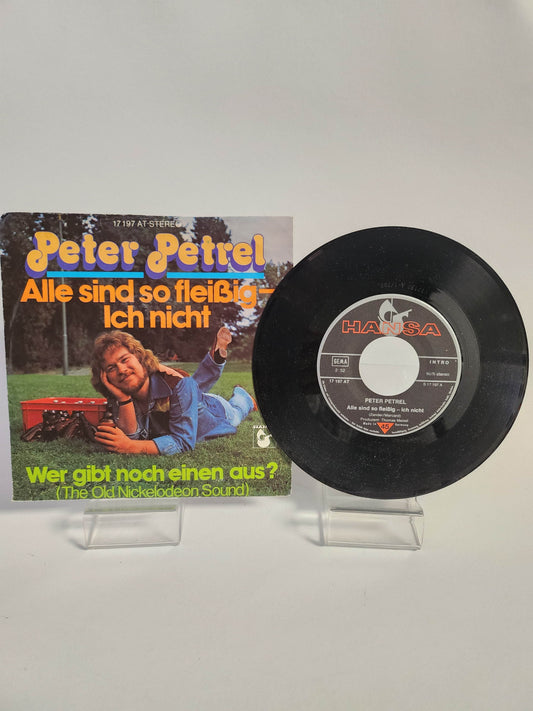 17 197 AT STEREO
Peter Petrel
Alle sind so fleißig –
Ich nicht
HANSA
Wer gibt noch einen aus?
(The Old Nickelodeon Sound)
HANSA
GEMA
INTRO
17 197 AT
PETER PETREL
Alle sind so fleißig – Ich nicht
45